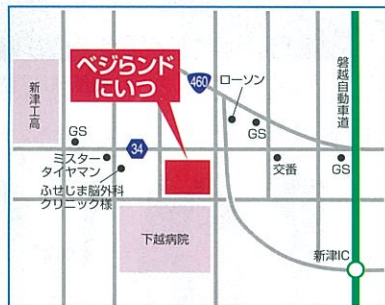 ベジらンド
にいつ
460
ローソン
GS
磐越自動車道
新津工高
GS
34
ミスター
タイヤマン
ふせじま脳外科
クリニック様
交番
GS
下越病院
新津IC